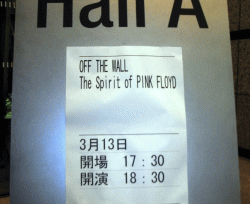 Hall A
OFF THE WALL
The Spirit of PINK FLOYD
3月13日
開場 17:30
開演 18:30